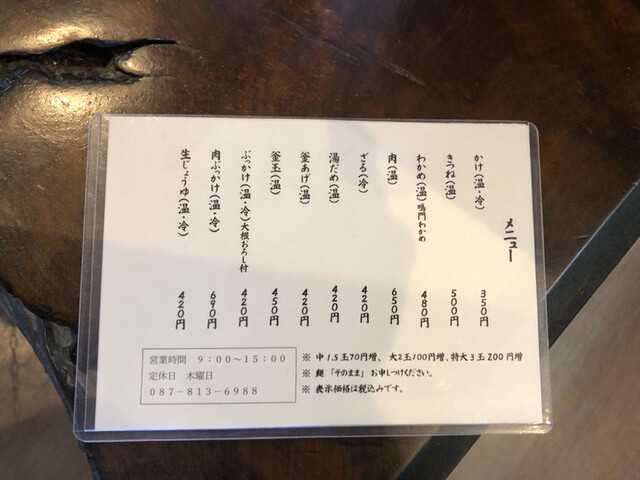 メニュー
かけ(温・冷) 350円
きつね(温) 500円
わかめ(温)鳴門わかめ 480円
肉(温) 650円
ざる(冷) 420円
湯だめ(温) 420円
釜あげ(温) 420円
釜玉(温) 450円
ぶっかけ(温・冷)大根おろし付 420円
肉ぶっかけ(温・冷) 690円
生じょうゆ(温・冷) 420円
※ 中1.5玉70円増、大2玉100円増、特大3玉200円増
※ 麺「そのまま」お申しつけください。
※ 表示価格は税込みです。
営業時間 9:00～15:00
定休日 木曜日
087-813-6988